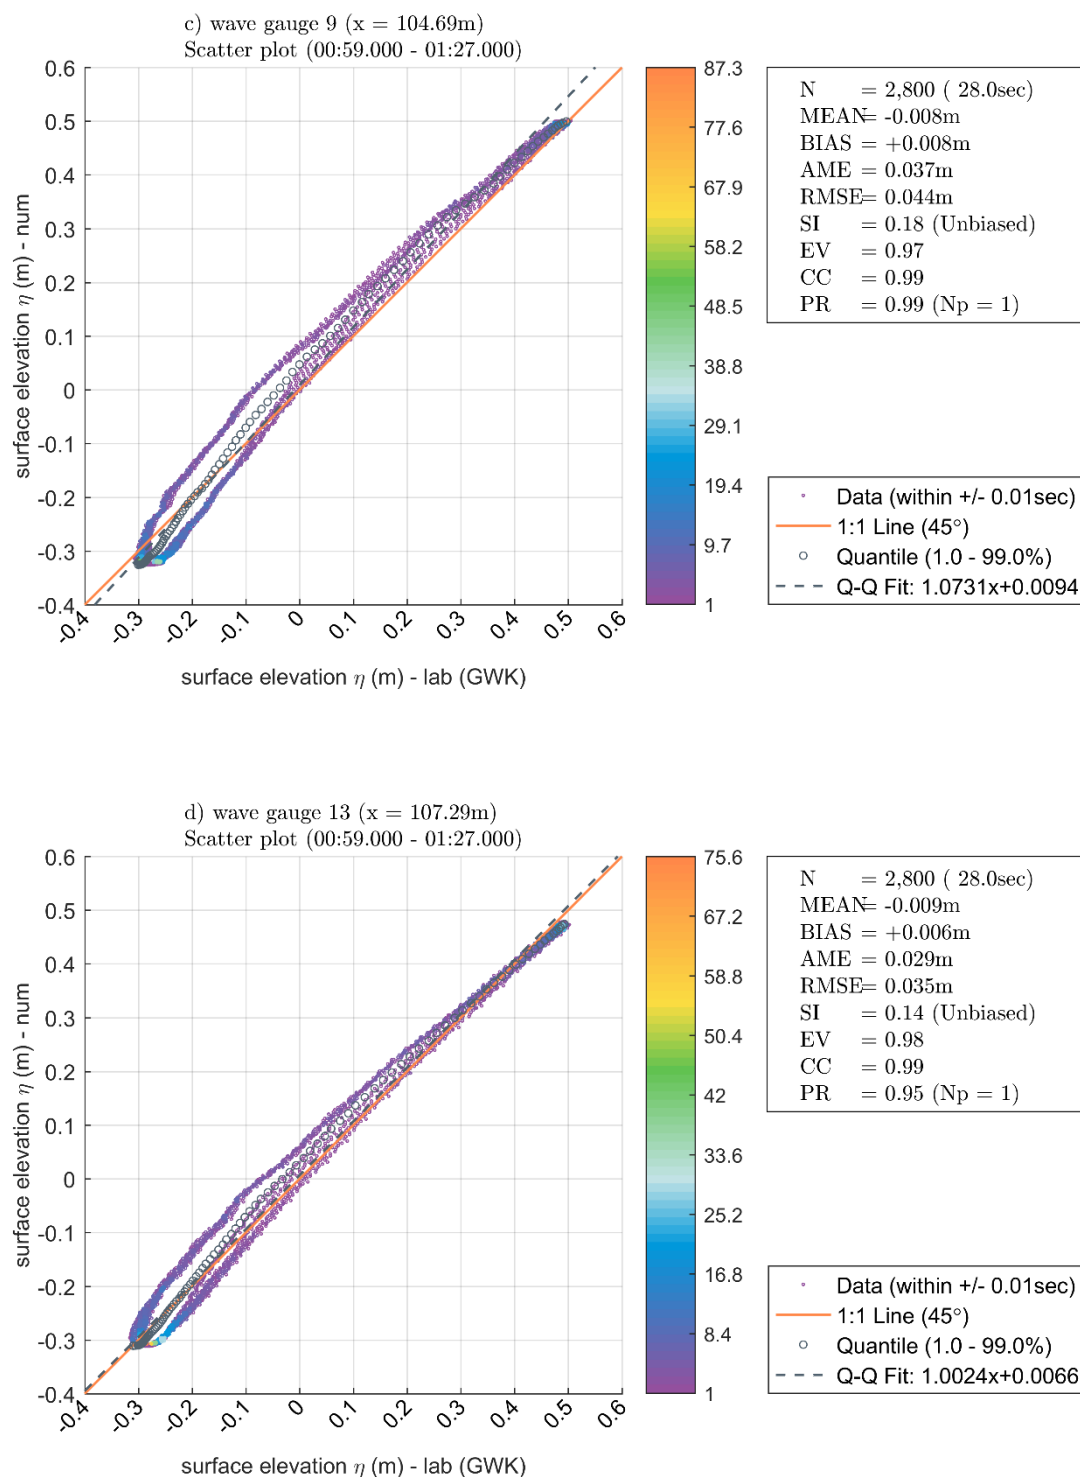 c) wave gauge 9 (x = 104.69m)
Scatter plot (00:59.000 - 01:27.000)
0.6
0.5
0.4
0.3
0.2
0.1
0
-0.1
-0.2
-0.3
-0.4
surface elevation η (m) - num
-0.4
-0.3
-0.2
-0.1
0
0.1
0.2
0.3
0.4
0.5
0.6
surface elevation η (m) - lab (GWK)
87.3
77.6
67.9
58.2
48.5
38.8
29.1
19.4
9.7
1
N = 2,800 ( 28.0sec)
MEAN= -0.008m
BIAS = +0.008m
AME = 0.037m
RMSE= 0.044m
SI = 0.18 (Unbiased)
EV = 0.97
CC = 0.99
PR = 0.99 (Np = 1)
Data (within +/- 0.01sec)
1:1 Line (45°)
Quantile (1.0 - 99.0%)
Q-Q Fit: 1.0731x+0.0094
d) wave gauge 13 (x = 107.29m)
Scatter plot (00:59.000 - 01:27.000)
0.6
0.5
0.4
0.3
0.2
0.1
0
-0.1
-0.2
-0.3
-0.4
surface elevation η (m) - num
-0.4
-0.3
-0.2
-0.1
0
0.1
0.2
0.3
0.4
0.5
0.6
surface elevation η (m) - lab (GWK)
75.6
67.2
58.8
50.4
42
33.6
25.2
16.8
8.4
1
N = 2,800 ( 28.0sec)
MEAN= -0.009m
BIAS = +0.006m
AME = 0.029m
RMSE= 0.035m
SI = 0.14 (Unbiased)
EV = 0.98
CC = 0.99
PR = 0.95 (Np = 1)
Data (within +/- 0.01sec)
1:1 Line (45°)
Quantile (1.0 - 99.0%)
Q-Q Fit: 1.0024x+0.0066